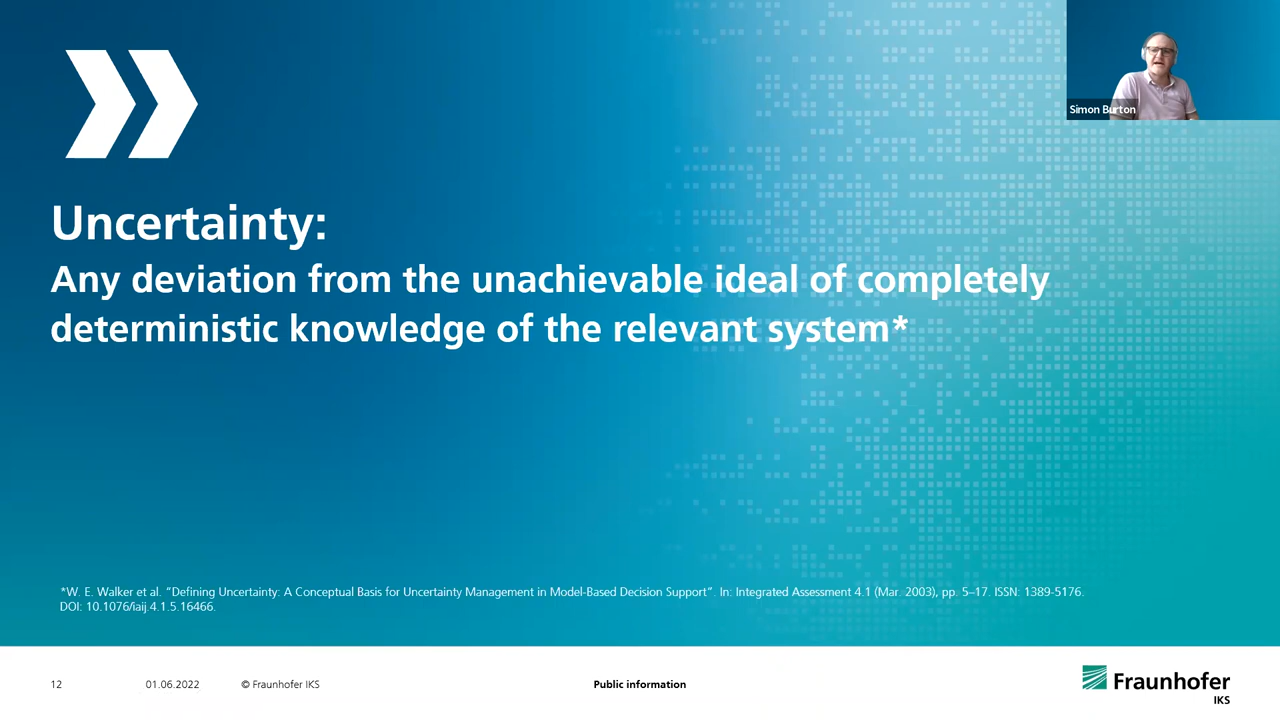 Simon Burton
Uncertainty:
Any deviation from the unachievable ideal of completely
deterministic knowledge of the relevant system*
*W. E. Walker et al. “Defining Uncertainty: A Conceptual Basis for Uncertainty Management in Model-Based Decision Support”. In: Integrated Assessment 4.1 (Mar. 2003), pp. 5–17. ISSN: 1389-5176.
DOI: 10.1076/iaij.4.1.5.16466.
12 01.06.2022 © Fraunhofer IKS Public information
Fraunhofer
IKS